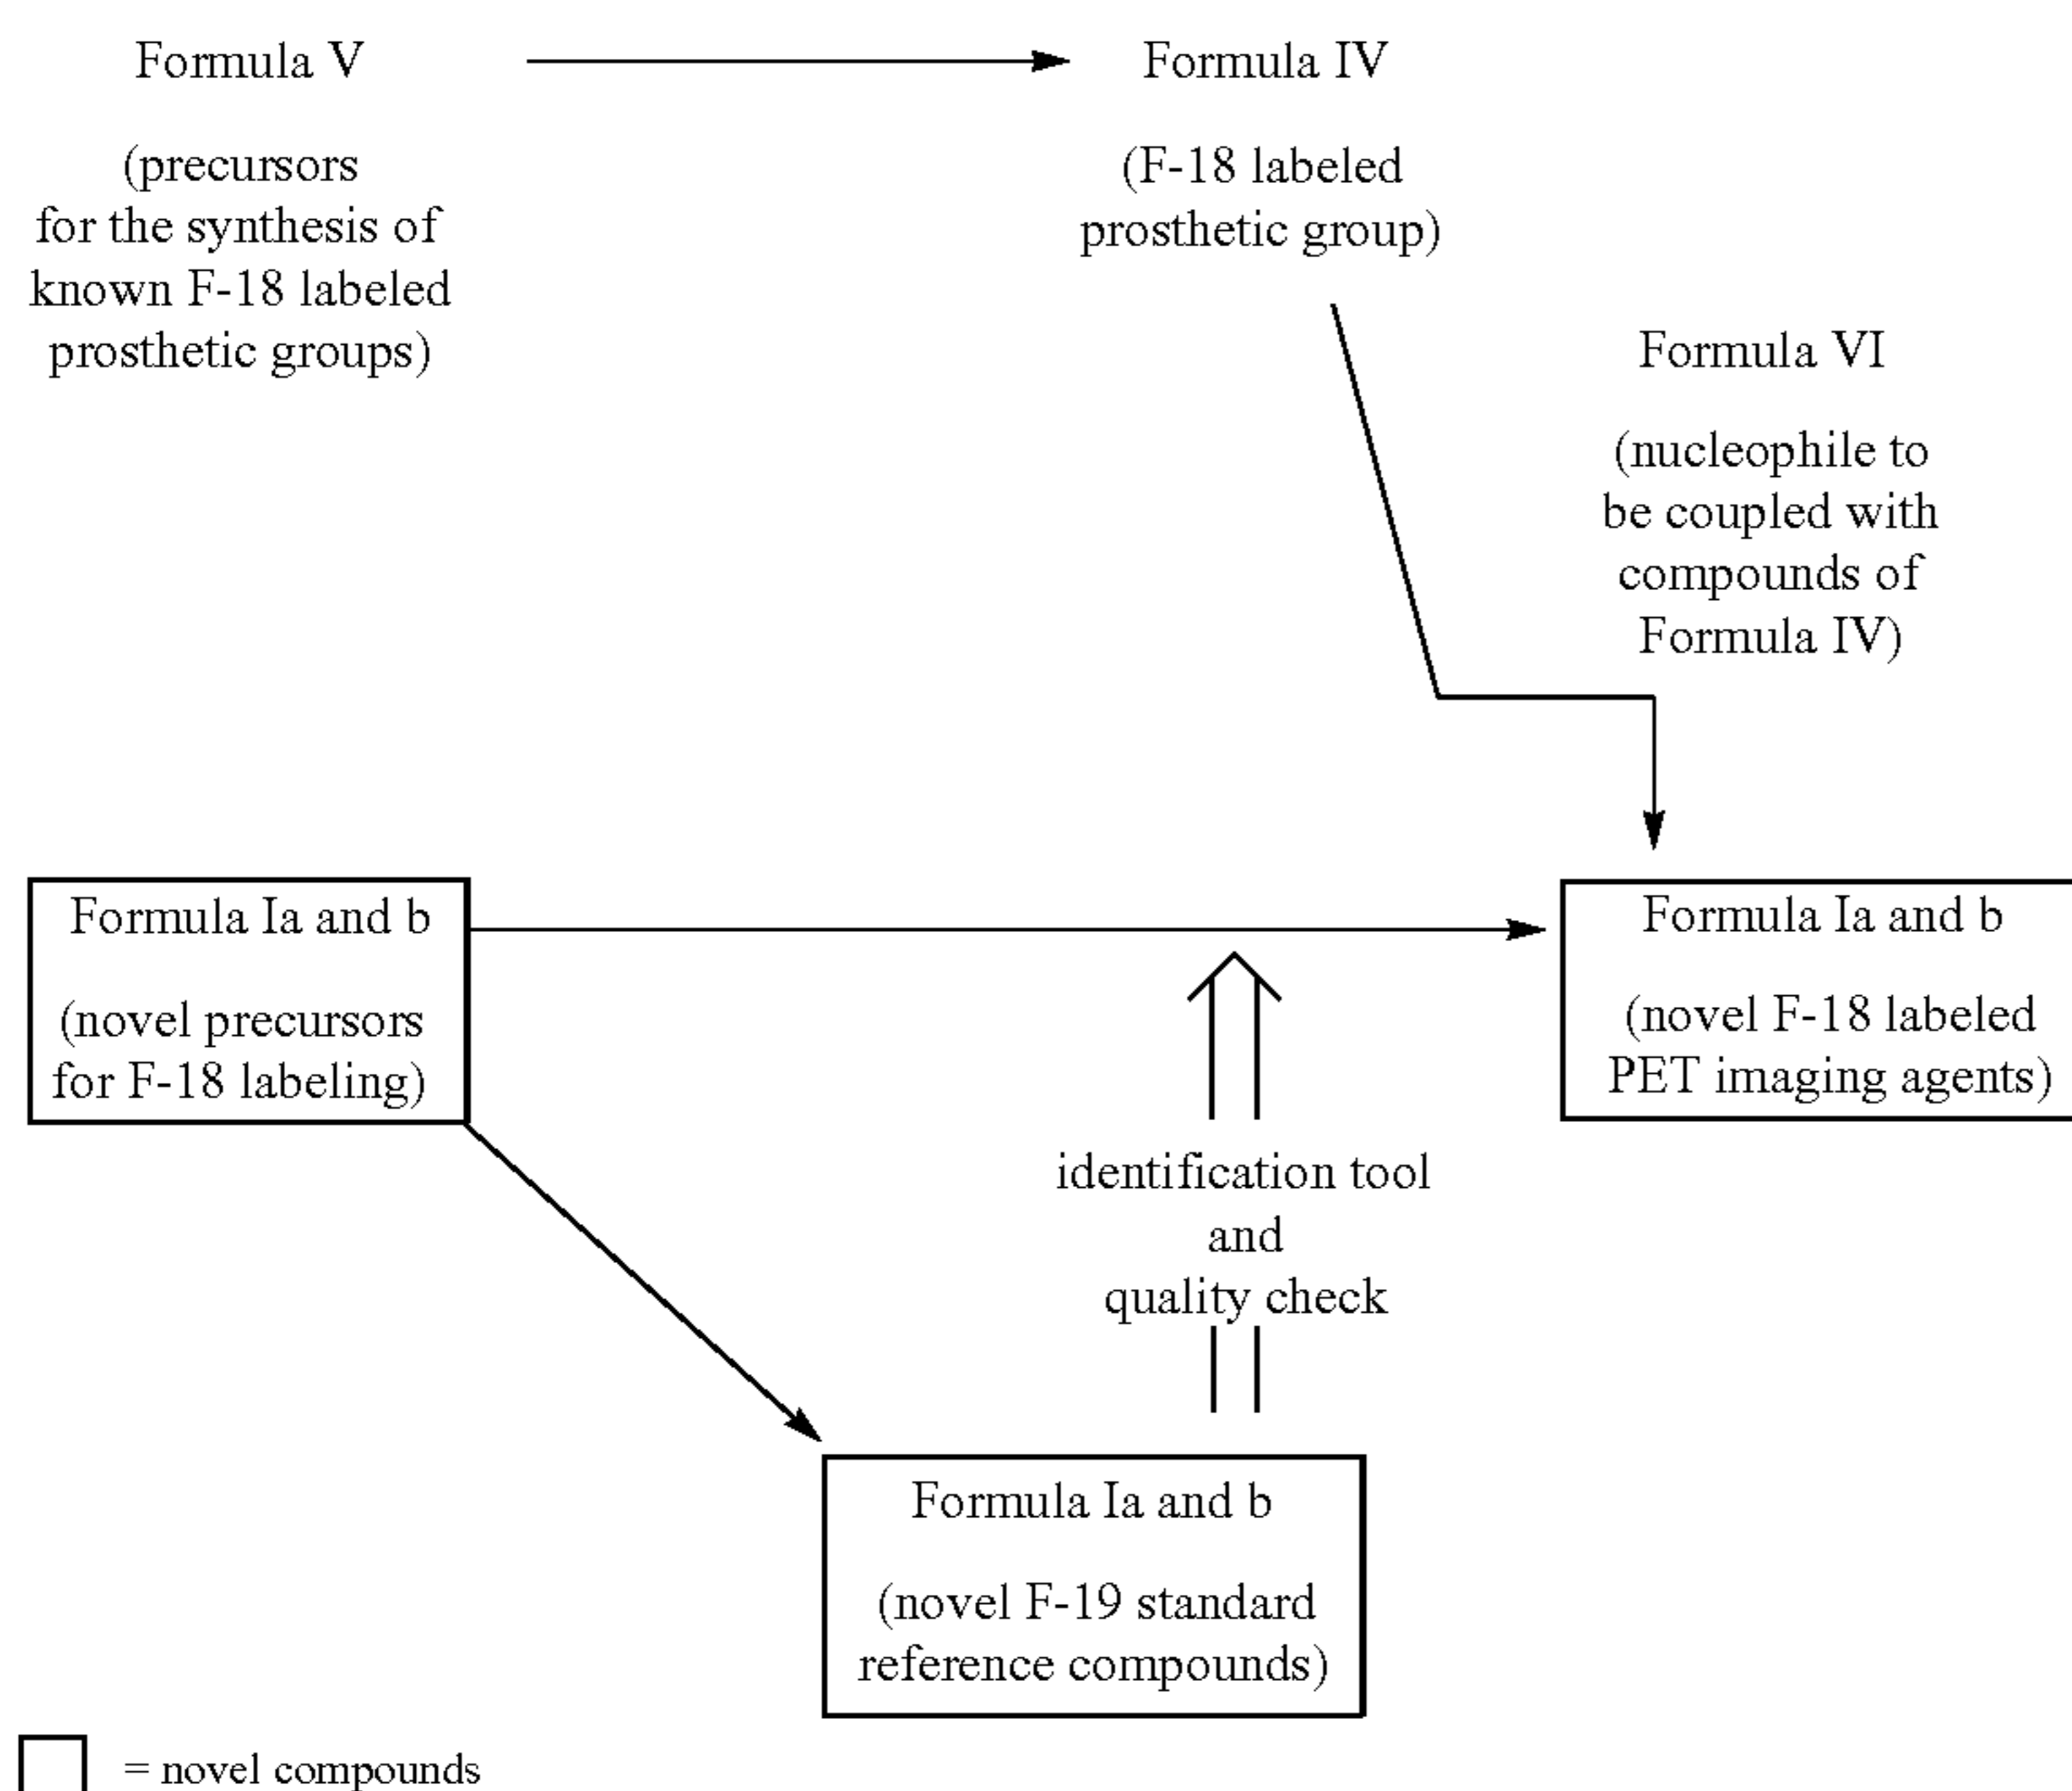 Formula V
(precursors
for the synthesis of
known F-18 labeled
prosthetic groups)
Formula IV
(F-18 labeled
prosthetic group)
Formula VI
(nucleophile to
be coupled with
compounds of
Formula IV)
Formula Ia and b
(novel precursors
for F-18 labeling)
Formula Ia and b
(novel F-18 labeled
PET imaging agents)
identification tool
and
quality check
Formula Ia and b
(novel F-19 standard
reference compounds)
= novel compounds